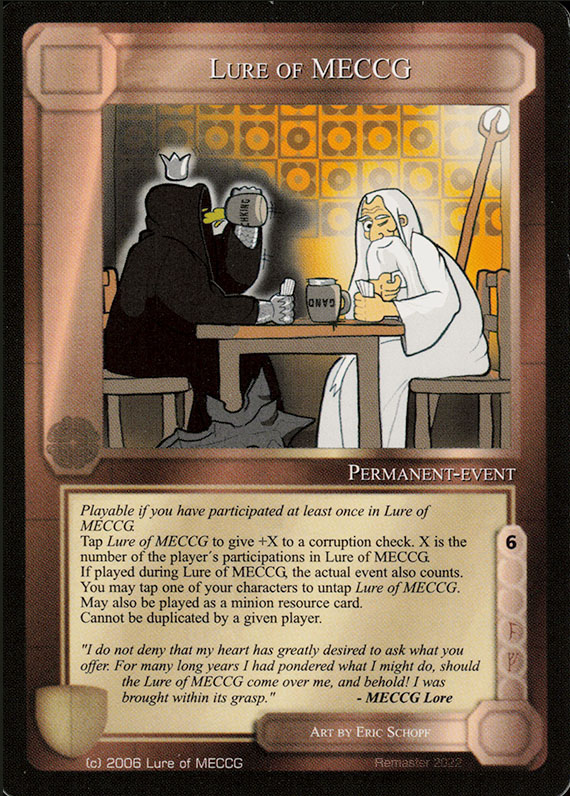 Lure of MECCG
HKING
GAND
Permanent-event
Playable if you have participated at least once in Lure of
MECCG.
Tap Lure of MECCG to give +X to a corruption check. X is the
number of the player´s participations in Lure of MECCG.
If played during Lure of MECCG, the actual event also counts.
You may tap one of your characters to untap Lure of MECCG.
May also be played as a minion resource card.
Cannot be duplicated by a given player.
6
"I do not deny that my heart has greatly desired to ask what you
offer. For many long years I had pondered what I might do, should
the Lure of MECCG come over me, and behold! I was
brought within its grasp." - MECCG Lore
Art by Eric Schopf
(c) 2006 Lure of MECCG
Remaster 2022